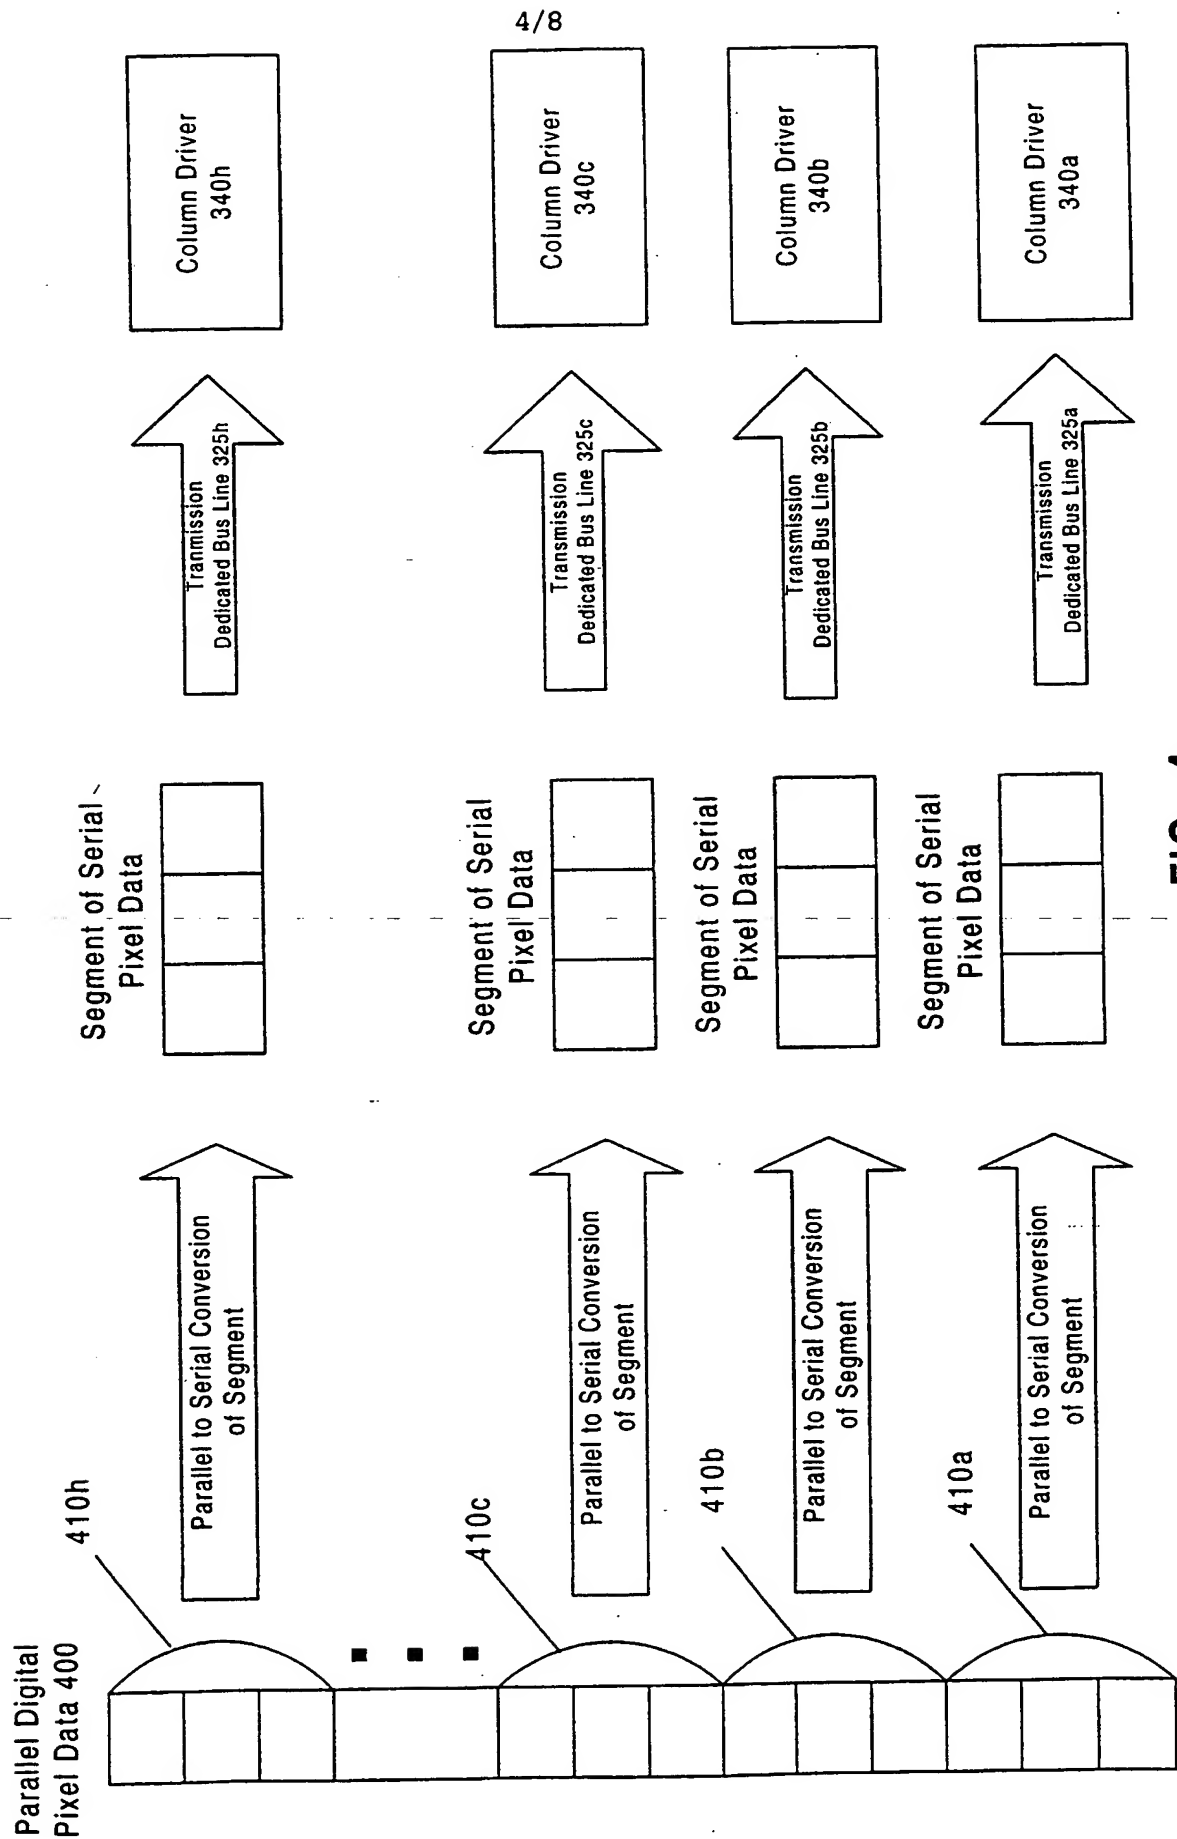 4/8
Parallel Digital
Pixel Data 400
410h
Parallel to Serial Conversion
of Segment
Segment of Serial
Pixel Data
Tranmission
Dedicated Bus Line 325h
Column Driver
340h
410c
Parallel to Serial Conversion
of Segment
Segment of Serial
Pixel Data
Transmission
Dedicated Bus Line 325c
Column Driver
340c
410b
Parallel to Serial Conversion
of Segment
Segment of Serial
Pixel Data
Transmission
Dedicated Bus Line 325b
Column Driver
340b
410a
Parallel to Serial Conversion
of Segment
Segment of Serial
Pixel Data
Transmission
Dedicated Bus Line 325a
Column Driver
340a